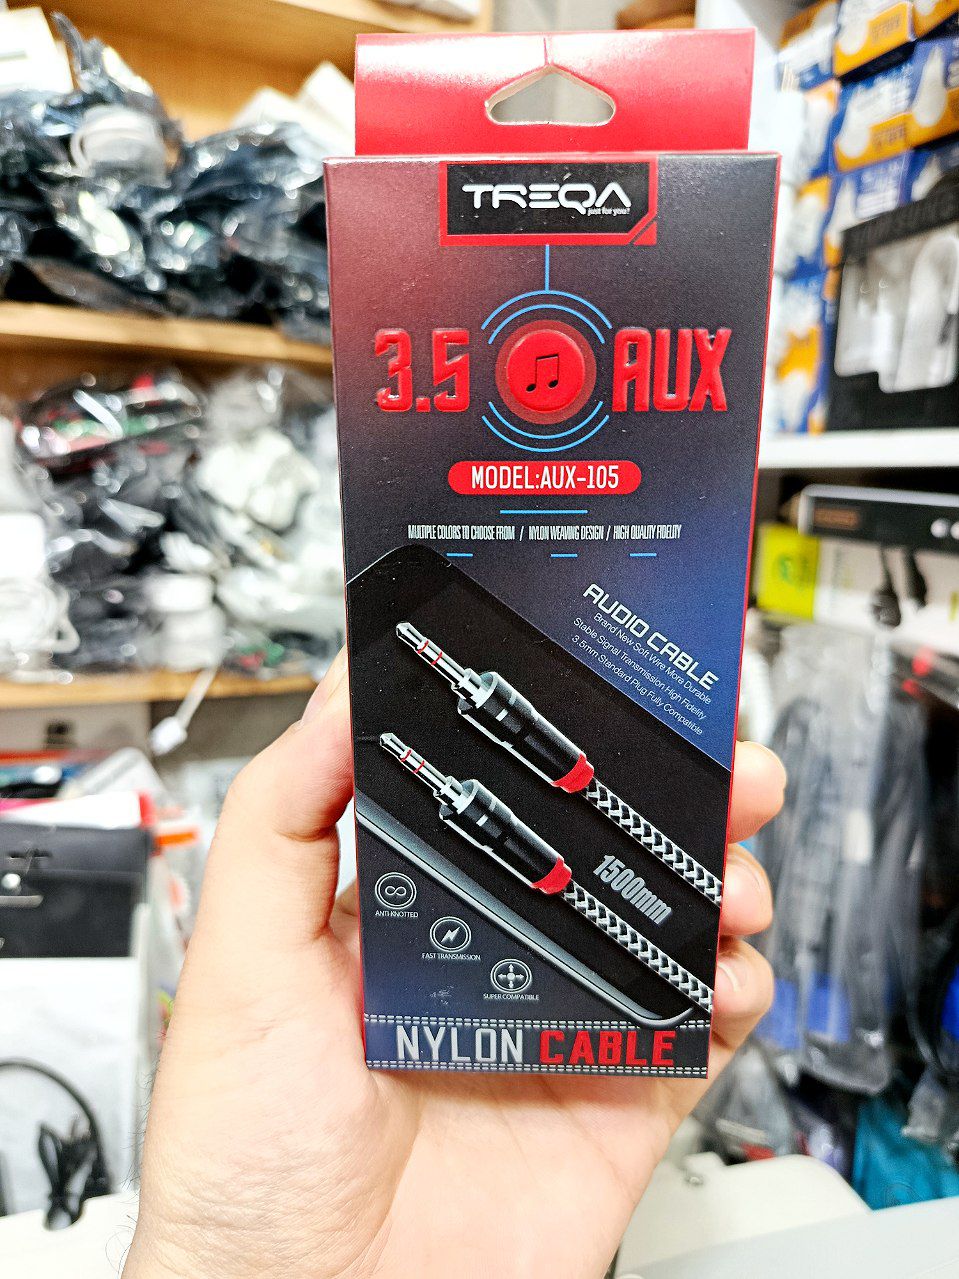 TREQA
just for you!
3.5 AUX
MODEL:AUX-105
MULTIPLE COLORS TO CHOOSE FROM / NYLON WEAVING DESIGN / HIGH QUALITY FIDELITY
AUDIO CABLE
Brand New Soft Wire More Durable
Stable Signal Transmission High Fidelity
3.5mm Standard Plug Fully Compatible
1500mm
ANTI-KNOTTED
FAST TRANSMISSION
SUPER COMPATIBLE
NYLON CABLE